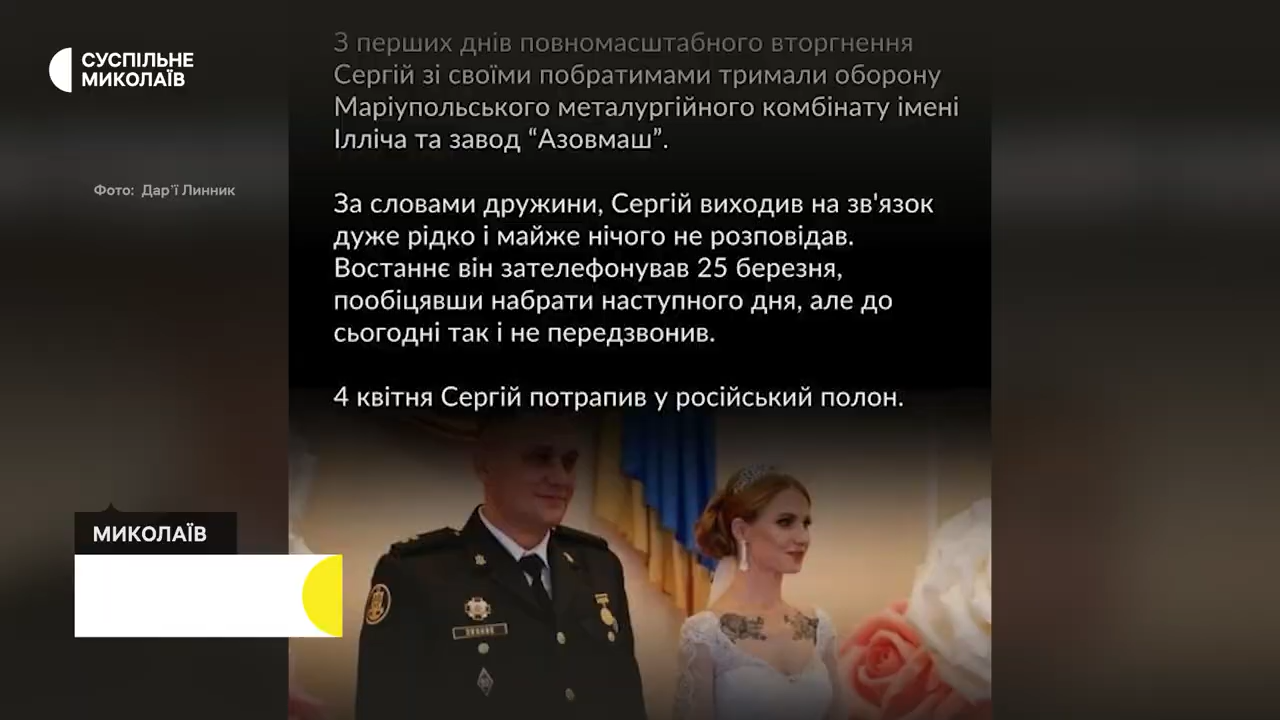 СУСПІЛЬНЕ
МИКОЛАЇВ
З перших днів повномасштабного вторгнення
Сергій зі своїми побратимами тримали оборону
Маріупольського металургійного комбінату імені
Ілліча та завод “Азовмаш”.
Фото: Дар’ї Линник
За словами дружини, Сергій виходив на зв'язок
дуже рідко і майже нічого не розповідав.
Востаннє він зателефонував 25 березня,
пообіцявши набрати наступного дня, але до
сьогодні так і не передзвонив.
4 квітня Сергій потрапив у російський полон.
МИКОЛАЇВ